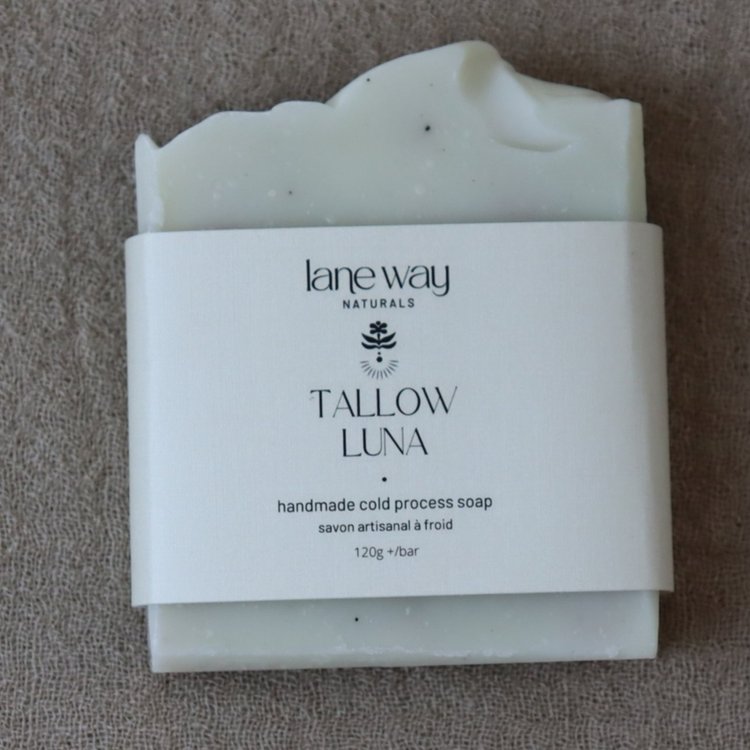 lane way
NATURALS
TALLOW
LUNA
handmade cold process soap
savon artisanal à froid
120g +/bar